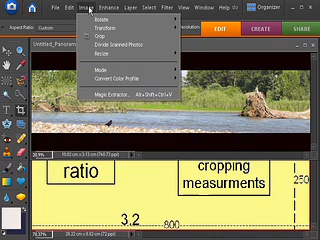 Organizer
File Edit Image Enhance Layer Select Filter View Window Help
Aspect Ratio: Custom
EDIT CREATE SHARE
Rotate
Transform
Crop
Divide Scanned Photos
Resize
Mode
Convert Color Profile
Magic Extractor... Alt+Shift+Ctrl+V
Untitled_Panoram
ratio
cropping
measurments
250
3.2
800